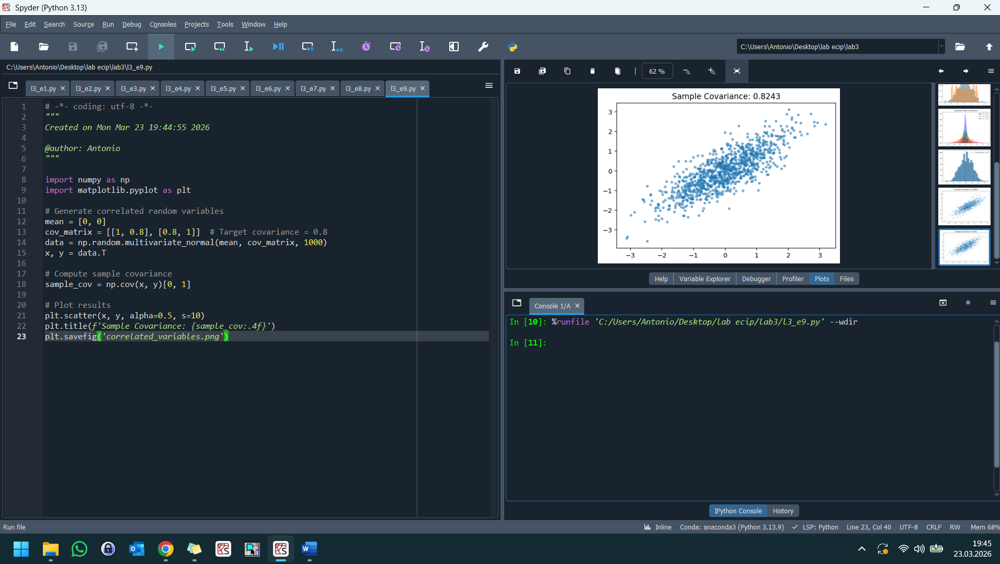 Spyder (Python 3.13)
File Edit Search Source Run Debug Consoles Projects Tools Window Help
C:\Users\Antonio\Desktop\lab ecip\lab3
C:\Users\Antonio\Desktop\lab ecip\lab3\l3_e9.py
l3_e1.py l3_e2.py l3_e3.py l3_e4.py l3_e5.py l3_e6.py l3_e7.py l3_e8.py l3_e9.py
1 # -*- coding: utf-8 -*-
2 """
3 Created on Mon Mar 23 19:44:55 2026
4
5 @author: Antonio
6 """
7
8 import numpy as np
9 import matplotlib.pyplot as plt
10
11 # Generate correlated random variables
12 mean = [0, 0]
13 cov_matrix = [[1, 0.8], [0.8, 1]]  # Target covariance = 0.8
14 data = np.random.multivariate_normal(mean, cov_matrix, 1000)
15 x, y = data.T
16
17 # Compute sample covariance
18 sample_cov = np.cov(x, y)[0, 1]
19
20 # Plot results
21 plt.scatter(x, y, alpha=0.5, s=10)
22 plt.title(f'Sample Covariance: {sample_cov:.4f}')
23 plt.savefig('correlated_variables.png')
62 %
Sample Covariance: 0.8243
3
2
1
0
−1
−2
−3
−3 −2 −1 0 1 2 3
Help Variable Explorer Debugger Profiler Plots Files
Console 1/A
In [10]: %runfile 'C:/Users/Antonio/Desktop/lab ecip/lab3/l3_e9.py' --wdir
In [11]:
IPython Console History
Run file
Inline Conda: anaconda3 (Python 3.13.9) LSP: Python Line 23, Col 40 UTF-8 CRLF RW Mem 68%
19:45
23.03.2026